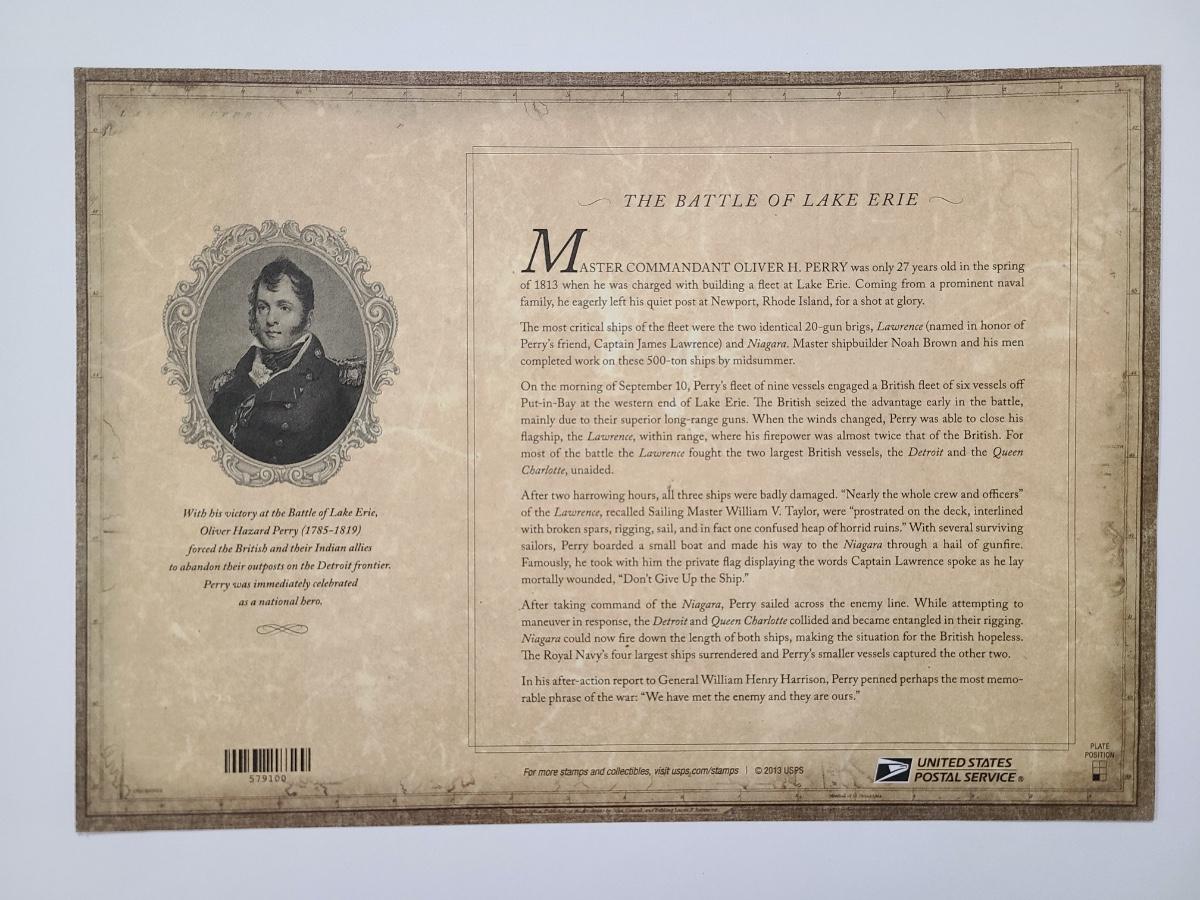 THE BATTLE OF LAKE ERIE
MASTER COMMANDANT OLIVER H. PERRY was only 27 years old in the spring
of 1813 when he was charged with building a fleet at Lake Erie. Coming from a prominent naval
family, he eagerly left his quiet post at Newport, Rhode Island, for a shot at glory.
The most critical ships of the fleet were the two identical 20-gun brigs, Lawrence (named in honor of
Perry's friend, Captain James Lawrence) and Niagara. Master shipbuilder Noah Brown and his men
completed work on these 500-ton ships by midsummer.
On the morning of September 10, Perry's fleet of nine vessels engaged a British fleet of six vessels off
Put-in-Bay at the western end of Lake Erie. The British seized the advantage early in the battle,
mainly due to their superior long-range guns. When the winds changed, Perry was able to close his
flagship, the Lawrence, within range, where his firepower was almost twice that of the British. For
most of the battle the Lawrence fought the two largest British vessels, the Detroit and the Queen
Charlotte, unaided.
After two harrowing hours, all three ships were badly damaged. “Nearly the whole crew and officers”
of the Lawrence, recalled Sailing Master William V. Taylor, were “prostrated on the deck, interlined
with broken spars, rigging, sail, and in fact one confused heap of horrid ruins.” With several surviving
sailors, Perry boarded a small boat and made his way to the Niagara through a hail of gunfire.
Famously, he took with him the private flag displaying the words Captain Lawrence spoke as he lay
mortally wounded, “Don't Give Up the Ship.”
After taking command of the Niagara, Perry sailed across the enemy line. While attempting to
maneuver in response, the Detroit and Queen Charlotte collided and became entangled in their rigging.
Niagara could now fire down the length of both ships, making the situation for the British hopeless.
The Royal Navy's four largest ships surrendered and Perry's smaller vessels captured the other two.
In his after-action report to General William Henry Harrison, Perry penned perhaps the most memo-
rable phrase of the war: “We have met the enemy and they are ours.”
With his victory at the Battle of Lake Erie,
Oliver Hazard Perry (1785–1819)
forced the British and their Indian allies
to abandon their outposts on the Detroit frontier.
Perry was immediately celebrated
as a national hero.
579100
For more stamps and collectibles, visit usps.com/stamps | © 2013 USPS
UNITED STATES
POSTAL SERVICE®
PLATE
POSITION